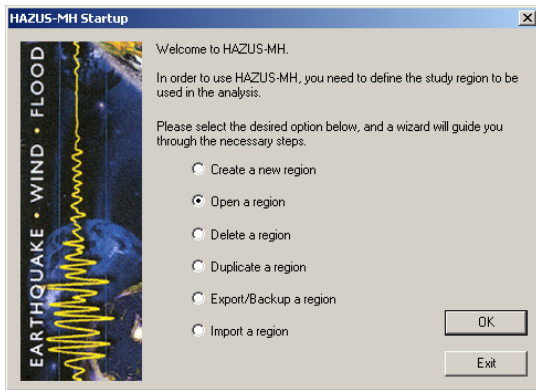 HAZUS-MH Startup
EARTHQUAKE • WIND • FLOOD
Welcome to HAZUS-MH.
In order to use HAZUS-MH, you need to define the study region to be
used in the analysis.
Please select the desired option below, and a wizard will guide you
through the necessary steps.
Create a new region
Open a region
Delete a region
Duplicate a region
Export/Backup a region
Import a region
OK
Exit